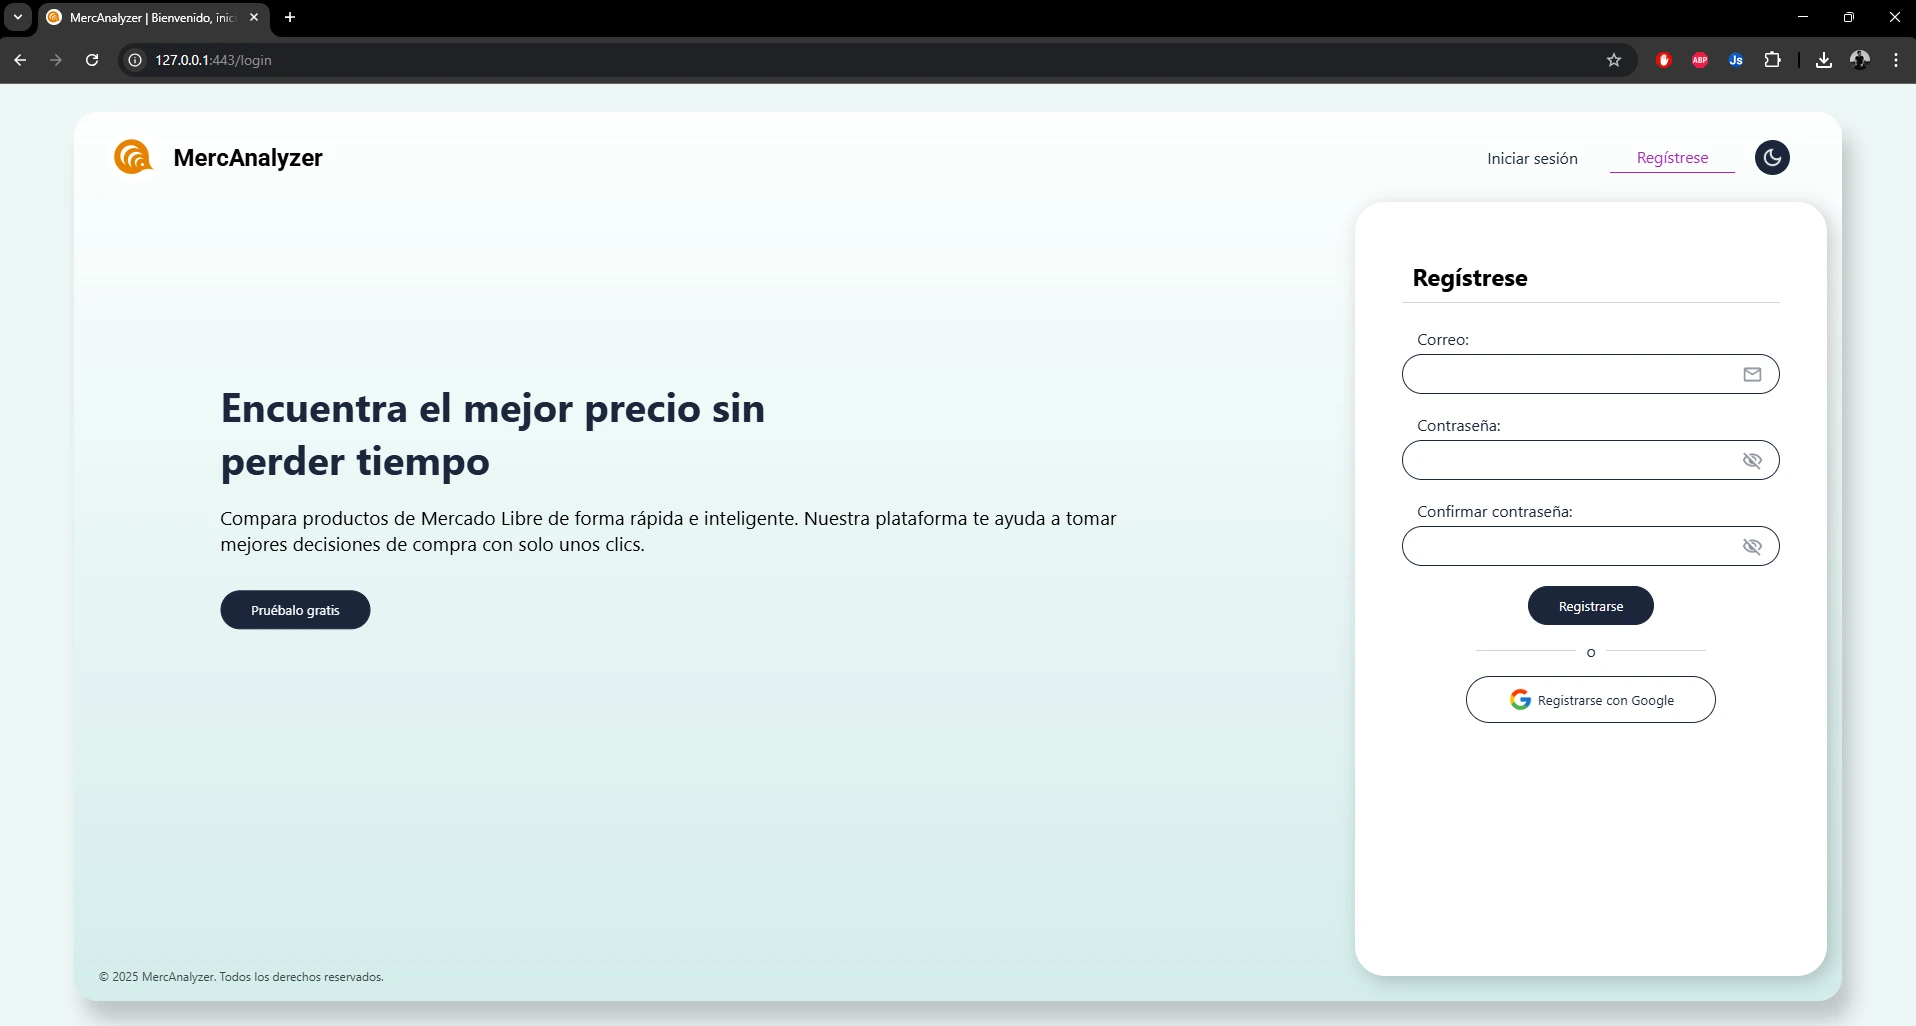 MercAnalyzer | Bienvenido, inic
127.0.0.1:443/login
ABP
JS
MercAnalyzer
Iniciar sesión
Regístrese
Encuentra el mejor precio sin
perder tiempo
Compara productos de Mercado Libre de forma rápida e inteligente. Nuestra plataforma te ayuda a tomar
mejores decisiones de compra con solo unos clics.
Pruébalo gratis
Regístrese
Correo:
Contraseña:
Confirmar contraseña:
Registrarse
o
Registrarse con Google
© 2025 MercAnalyzer. Todos los derechos reservados.